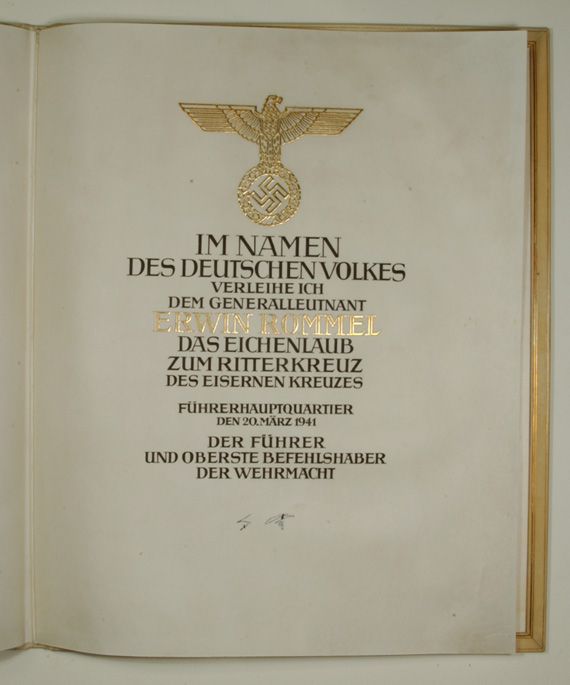 IM NAMEN
DES DEUTSCHEN VOLKES
VERLEIHE ICH
DEM GENERALLEUTNANT
ERWIN ROMMEL
DAS EICHENLAUB
ZUM RITTERKREUZ
DES EISERNEN KREUZES
FÜHRERHAUPTQUARTIER
DEN 20. MÄRZ 1941
DER FÜHRER
UND OBERSTE BEFEHLSHABER
DER WEHRMACHT